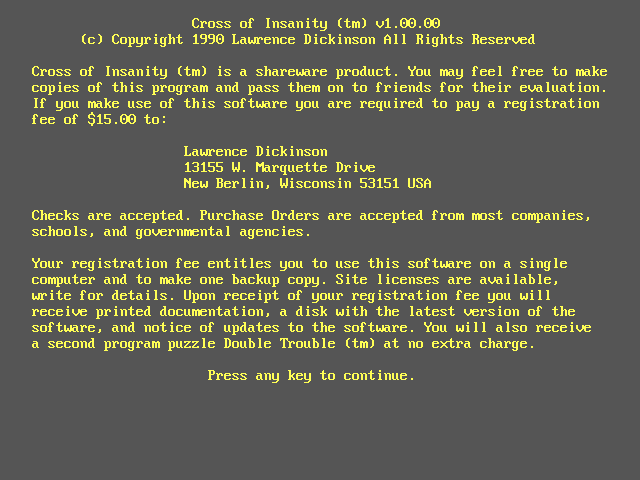 Cross of Insanity (tm) v1.00.00
(c) Copyright 1990 Lawrence Dickinson All Rights Reserved
Cross of Insanity (tm) is a shareware product. You may feel free to make
copies of this program and pass them on to friends for their evaluation.
If you make use of this software you are required to pay a registration
fee of $15.00 to:
Lawrence Dickinson
13155 W. Marquette Drive
New Berlin, Wisconsin 53151 USA
Checks are accepted. Purchase Orders are accepted from most companies,
schools, and governmental agencies.
Your registration fee entitles you to use this software on a single
computer and to make one backup copy. Site licenses are available,
write for details. Upon receipt of your registration fee you will
receive printed documentation, a disk with the latest version of the
software, and notice of updates to the software. You will also receive
a second program puzzle Double Trouble (tm) at no extra charge.
Press any key to continue.